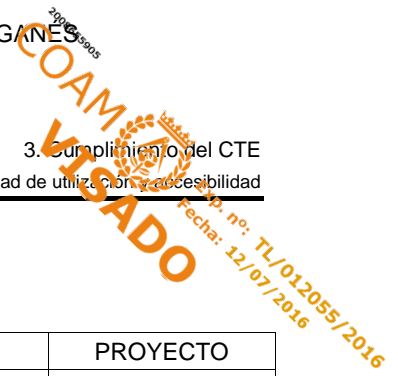 GANÉS
COAM
VISADO
Exp. nº: TL/012055/2016
Fecha: 12/07/2016
3. Cumplimiento del CTE
ad de utilización y accesibilidad
PROYECTO